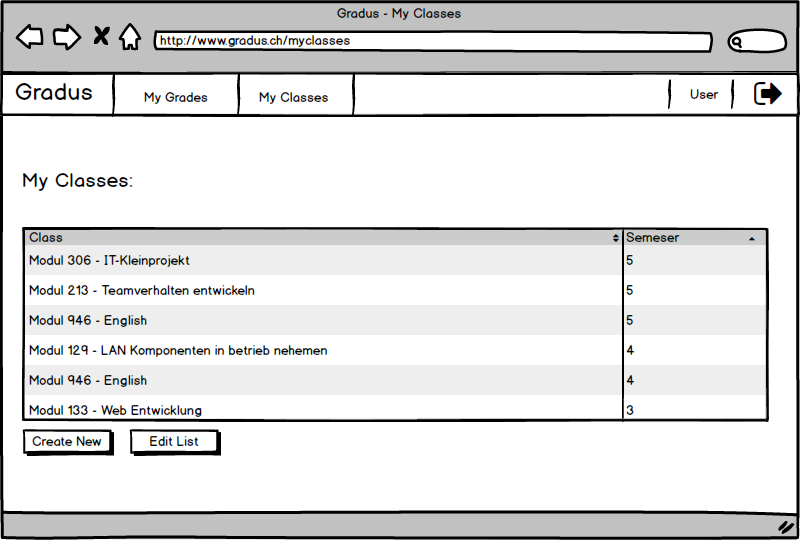 Gradus - My Classes
http://www.gradus.ch/myclasses
Gradus My Grades My Classes User
My Classes:
Class Semeser
Modul 306 - IT-Kleinprojekt 5
Modul 213 - Teamverhalten entwickeln 5
Modul 946 - English 5
Modul 129 - LAN Komponenten in betrieb nehemen 4
Modul 946 - English 4
Modul 133 - Web Entwicklung 3
Create New Edit List